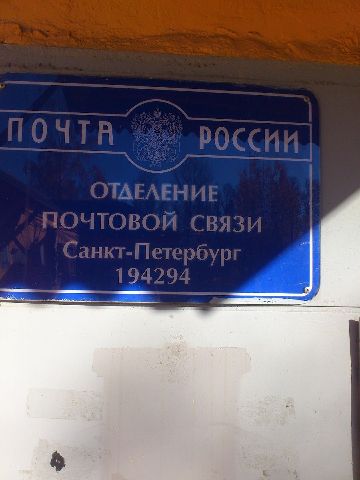 ПОЧТА РОССИИ
ОТДЕЛЕНИЕ
ПОЧТОВОЙ СВЯЗИ
Санкт-Петербург
194294